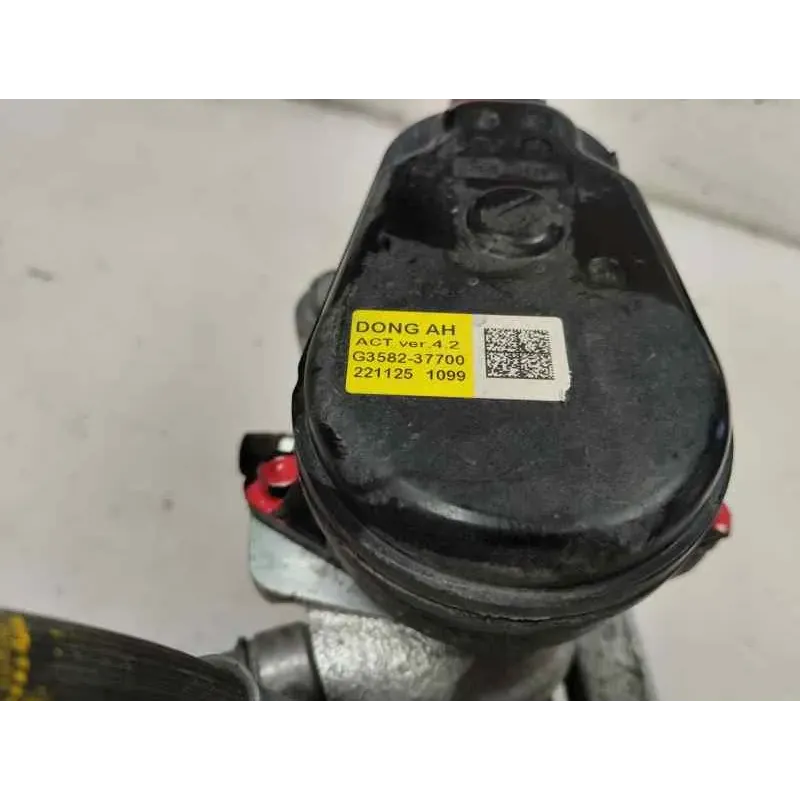 DONG AH
ACT ver.4.2
G3582-37700
221125 1099